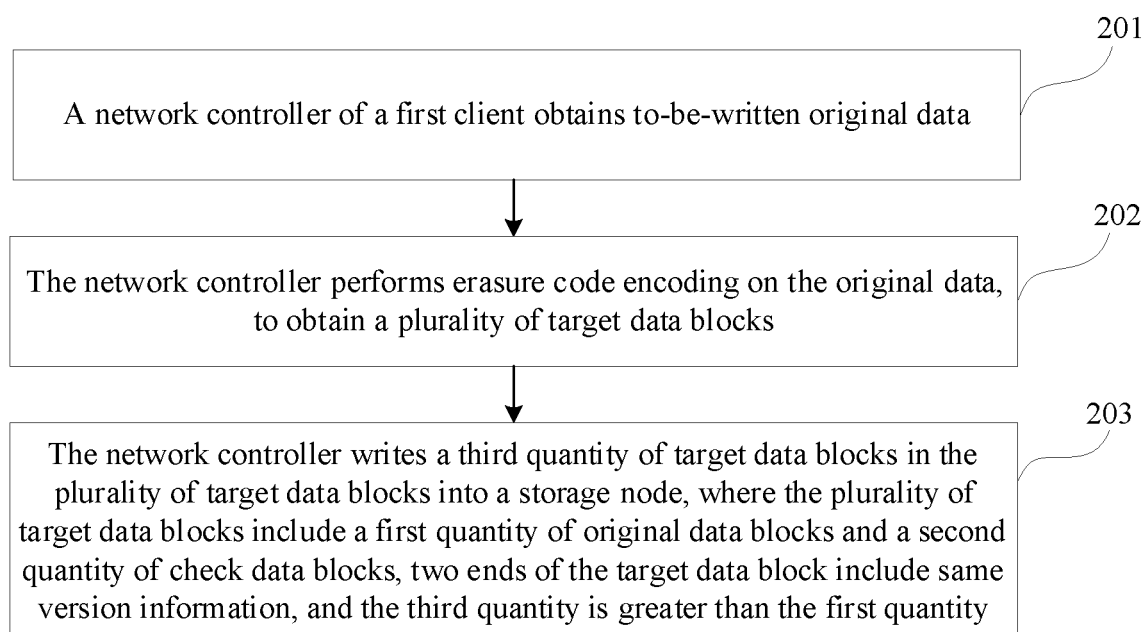 201
A network controller of a first client obtains to-be-written original data
202
The network controller performs erasure code encoding on the original data,
to obtain a plurality of target data blocks
203
The network controller writes a third quantity of target data blocks in the
plurality of target data blocks into a storage node, where the plurality of
target data blocks include a first quantity of original data blocks and a second
quantity of check data blocks, two ends of the target data block include same
version information, and the third quantity is greater than the first quantity